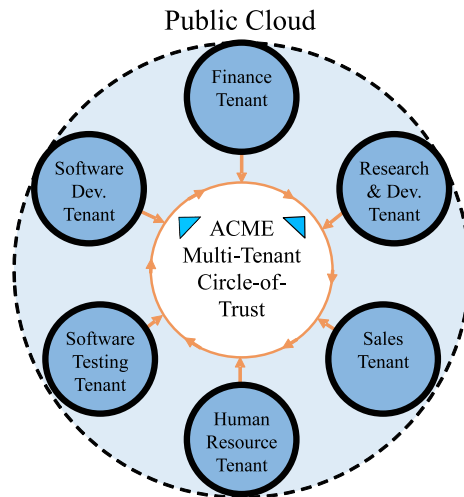 Public Cloud
Finance
Tenant
Software
Dev.
Tenant
Research
& Dev.
Tenant
ACME
Multi-Tenant
Circle-of-
Trust
Software
Testing
Tenant
Sales
Tenant
Human
Resource
Tenant